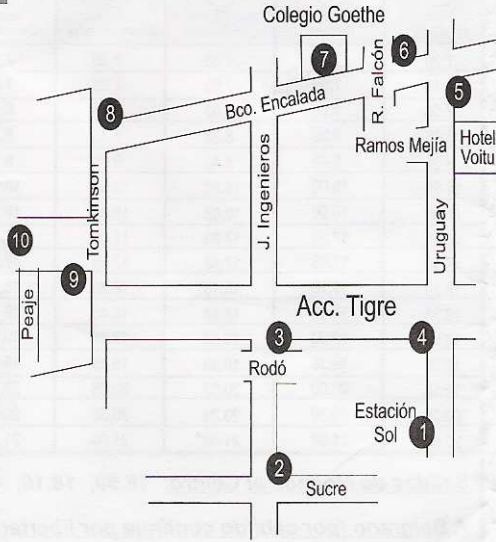 Colegio Goethe
7
R. Falcón
6
5
Bco. Encalada
8
Ramos Mejía
Hotel
Voitu
Tomkinson
J. Ingenieros
Uruguay
10
9
Peaje
Acc. Tigre
3
4
Rodó
Estación
Sol
1
2
Sucre